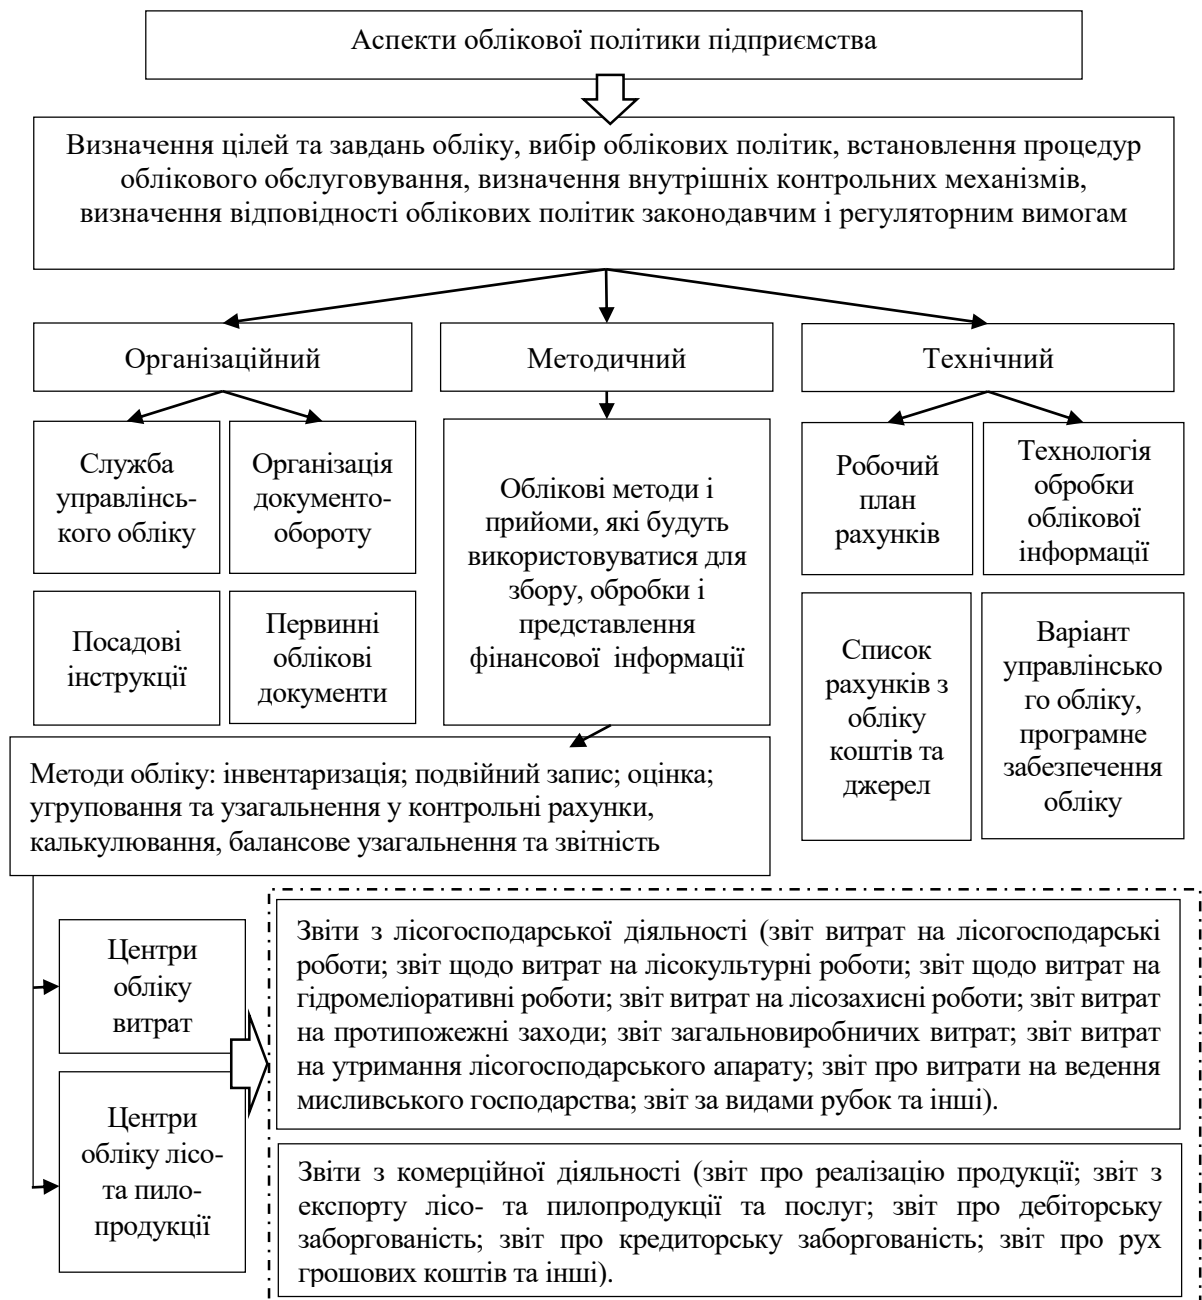 Аспекти облікової політики підприємства
Визначення цілей та завдань обліку, вибір облікових політик, встановлення процедур
облікового обслуговування, визначення внутрішніх контрольних механізмів,
визначення відповідності облікових політик законодавчим і регуляторним вимогам
Організаційний
Методичний
Технічний
Служба
управлінсь-
кого обліку
Організація
документо-
обороту
Посадові
інструкції
Первинні
облікові
документи
Облікові методи і
прийоми, які будуть
використовуватися для
збору, обробки і
представлення
фінансової інформації
Робочий
план
рахунків
Технологія
обробки
облікової
інформації
Список
рахунків з
обліку
коштів та
джерел
Варіант
управлінсько
го обліку,
програмне
забезпечення
обліку
Методи обліку: інвентаризація; подвійний запис; оцінка;
угруповання та узагальнення у контрольні рахунки,
калькулювання, балансове узагальнення та звітність
Центри
обліку
витрат
Центри
обліку лісо-
та пило-
продукції
Звіти з лісогосподарської діяльності (звіт витрат на лісогосподарські
роботи; звіт щодо витрат на лісокультурні роботи; звіт щодо витрат на
гідромеліоративні роботи; звіт витрат на лісозахисні роботи; звіт витрат
на протипожежні заходи; звіт загальновиробничих витрат; звіт витрат
на утримання лісогосподарського апарату; звіт про витрати на ведення
мисливського господарства; звіт за видами рубок та інші).
Звіти з комерційної діяльності (звіт про реалізацію продукції; звіт з
експорту лісо- та пилопродукції та послуг; звіт про дебіторську
заборгованість; звіт про кредиторську заборгованість; звіт про рух
грошових коштів та інші).